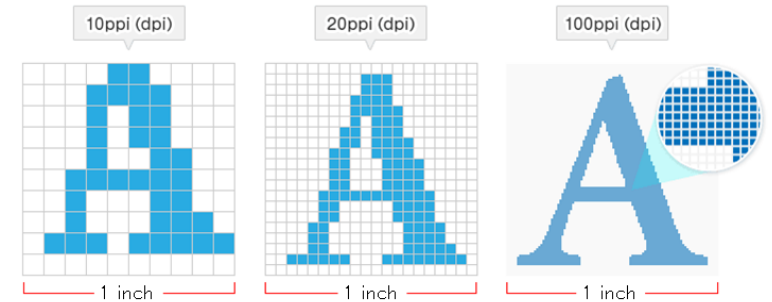 10ppi (dpi)
20ppi (dpi)
100ppi (dpi)
A
A
A
1 inch
1 inch
1 inch